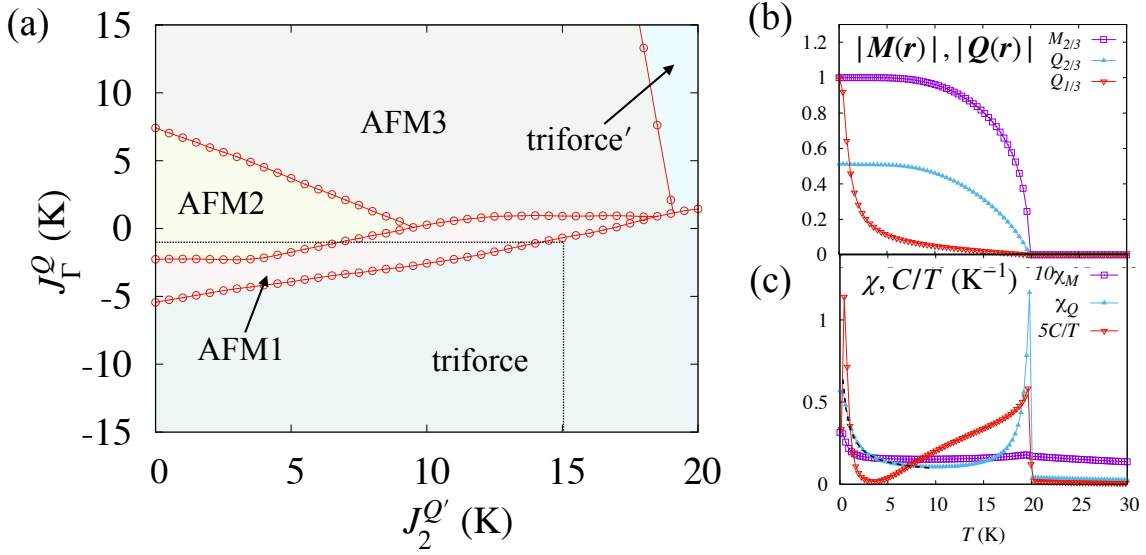 (a)
15
10
5
0
-5
-10
-15
J_Γ^Q (K)
AFM3
triforce′
AFM2
AFM1
triforce
0 5 10 15 20
J_2^{Q′} (K)
(b)
|M(r)|, |Q(r)|
M_{2/3}
Q_{2/3}
Q_{1/3}
1
0.8
0.6
0.4
0.2
0
(c)
χ, C/T (K⁻¹)
10χ_M
χ_Q
5C/T
1
0.5
0
0 5 10 15 20 25 30
T (K)